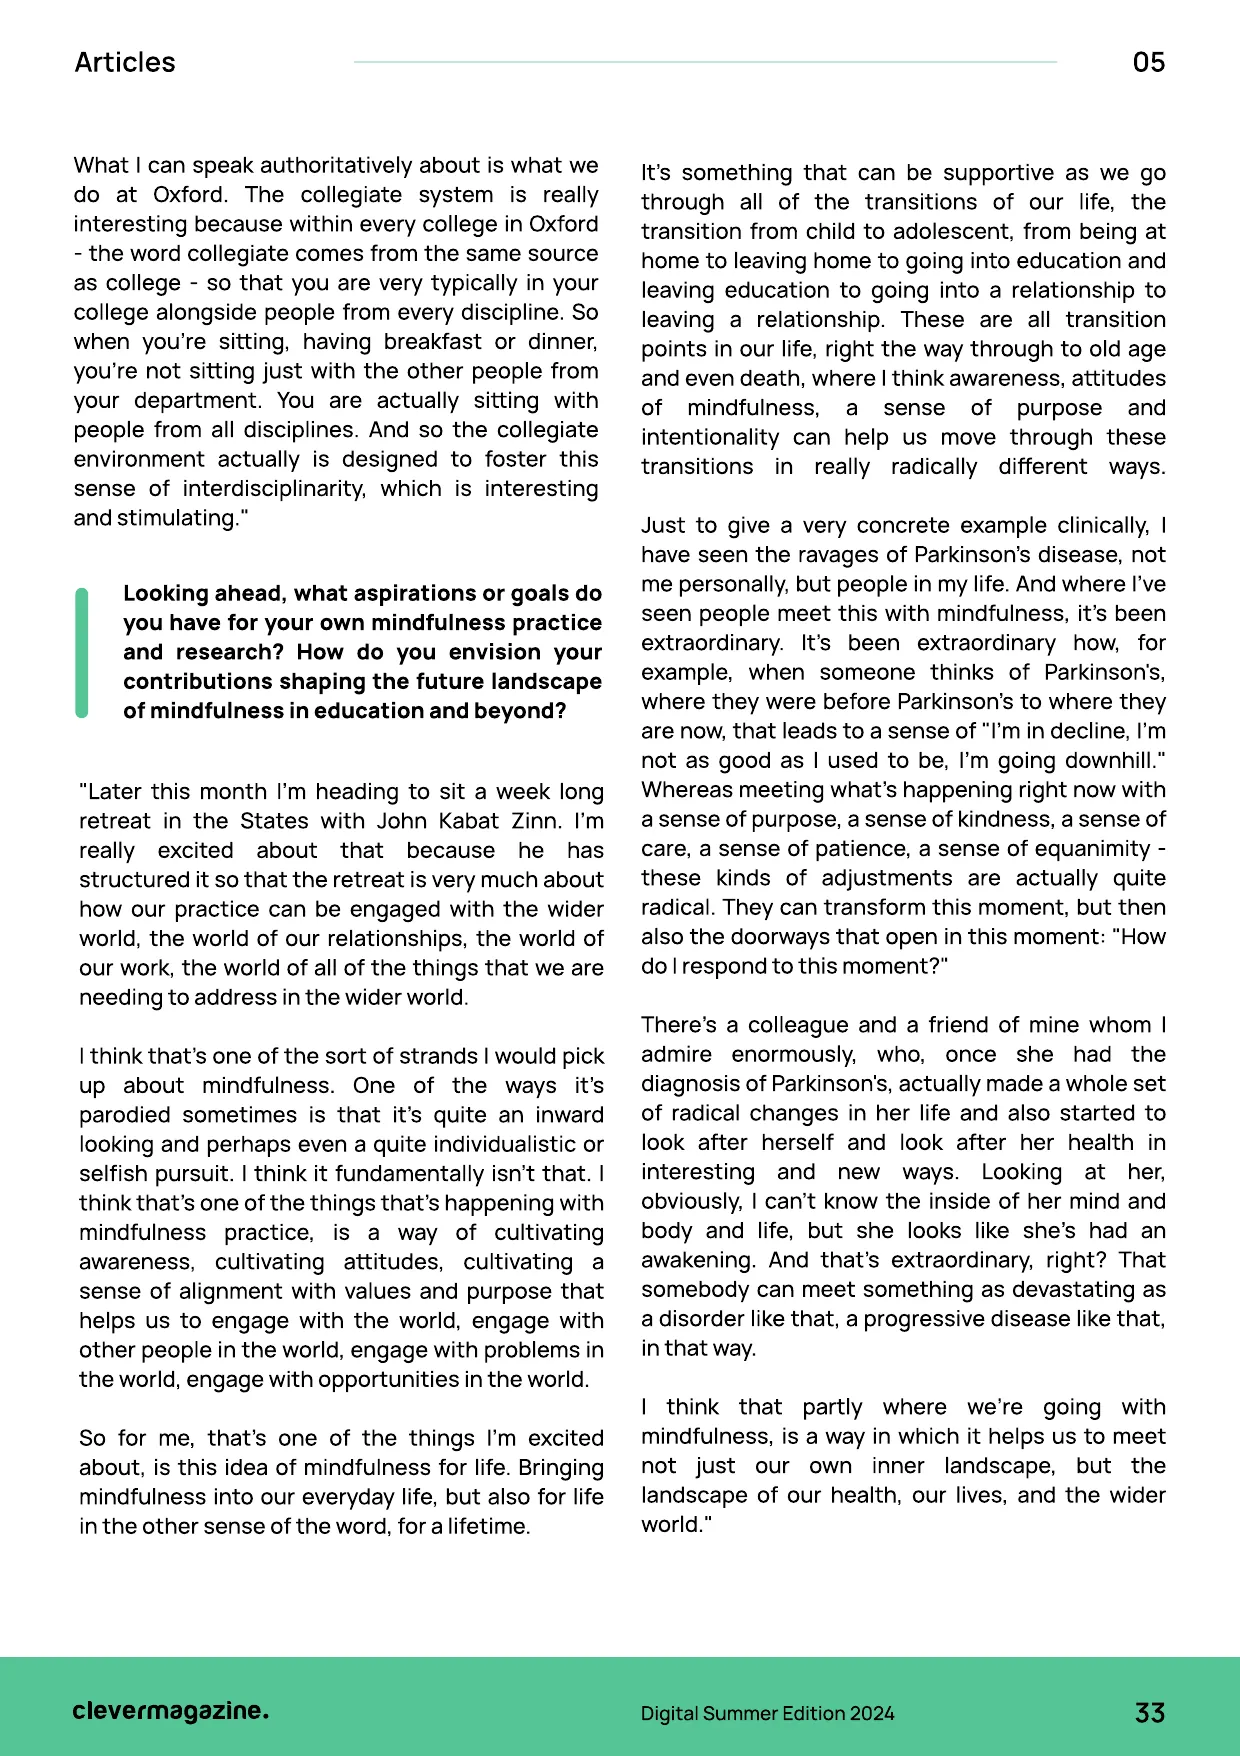 Articles
05
What I can speak authoritatively about is what we
do at Oxford. The collegiate system is really
interesting because within every college in Oxford
- the word collegiate comes from the same source
as college - so that you are very typically in your
college alongside people from every discipline. So
when you're sitting, having breakfast or dinner,
you're not sitting just with the other people from
your department. You are actually sitting with
people from all disciplines. And so the collegiate
environment actually is designed to foster this
sense of interdisciplinarity, which is interesting
and stimulating."
Looking ahead, what aspirations or goals do
you have for your own mindfulness practice
and research? How do you envision your
contributions shaping the future landscape
of mindfulness in education and beyond?
"Later this month I'm heading to sit a week long
retreat in the States with John Kabat Zinn. I'm
really excited about that because he has
structured it so that the retreat is very much about
how our practice can be engaged with the wider
world, the world of our relationships, the world of
our work, the world of all of the things that we are
needing to address in the wider world.
I think that's one of the sort of strands I would pick
up about mindfulness. One of the ways it's
parodied sometimes is that it's quite an inward
looking and perhaps even a quite individualistic or
selfish pursuit. I think it fundamentally isn't that. I
think that's one of the things that's happening with
mindfulness practice, is a way of cultivating
awareness, cultivating attitudes, cultivating a
sense of alignment with values and purpose that
helps us to engage with the world, engage with
other people in the world, engage with problems in
the world, engage with opportunities in the world.
So for me, that's one of the things I'm excited
about, is this idea of mindfulness for life. Bringing
mindfulness into our everyday life, but also for life
in the other sense of the word, for a lifetime.
It's something that can be supportive as we go
through all of the transitions of our life, the
transition from child to adolescent, from being at
home to leaving home to going into education and
leaving education to going into a relationship to
leaving a relationship. These are all transition
points in our life, right the way through to old age
and even death, where I think awareness, attitudes
of mindfulness, a sense of purpose and
intentionality can help us move through these
transitions in really radically different ways.
Just to give a very concrete example clinically, I
have seen the ravages of Parkinson's disease, not
me personally, but people in my life. And where I've
seen people meet this with mindfulness, it's been
extraordinary. It's been extraordinary how, for
example, when someone thinks of Parkinson's,
where they were before Parkinson's to where they
are now, that leads to a sense of "I'm in decline, I'm
not as good as I used to be, I'm going downhill."
Whereas meeting what's happening right now with
a sense of purpose, a sense of kindness, a sense of
care, a sense of patience, a sense of equanimity -
these kinds of adjustments are actually quite
radical. They can transform this moment, but then
also the doorways that open in this moment: "How
do I respond to this moment?"
There's a colleague and a friend of mine whom I
admire enormously, who, once she had the
diagnosis of Parkinson's, actually made a whole set
of radical changes in her life and also started to
look after herself and look after her health in
interesting and new ways. Looking at her,
obviously, I can't know the inside of her mind and
body and life, but she looks like she's had an
awakening. And that's extraordinary, right? That
somebody can meet something as devastating as
a disorder like that, a progressive disease like that,
in that way.
I think that partly where we're going with
mindfulness, is a way in which it helps us to meet
not just our own inner landscape, but the
landscape of our health, our lives, and the wider
world."
clevermagazine.
Digital Summer Edition 2024
33